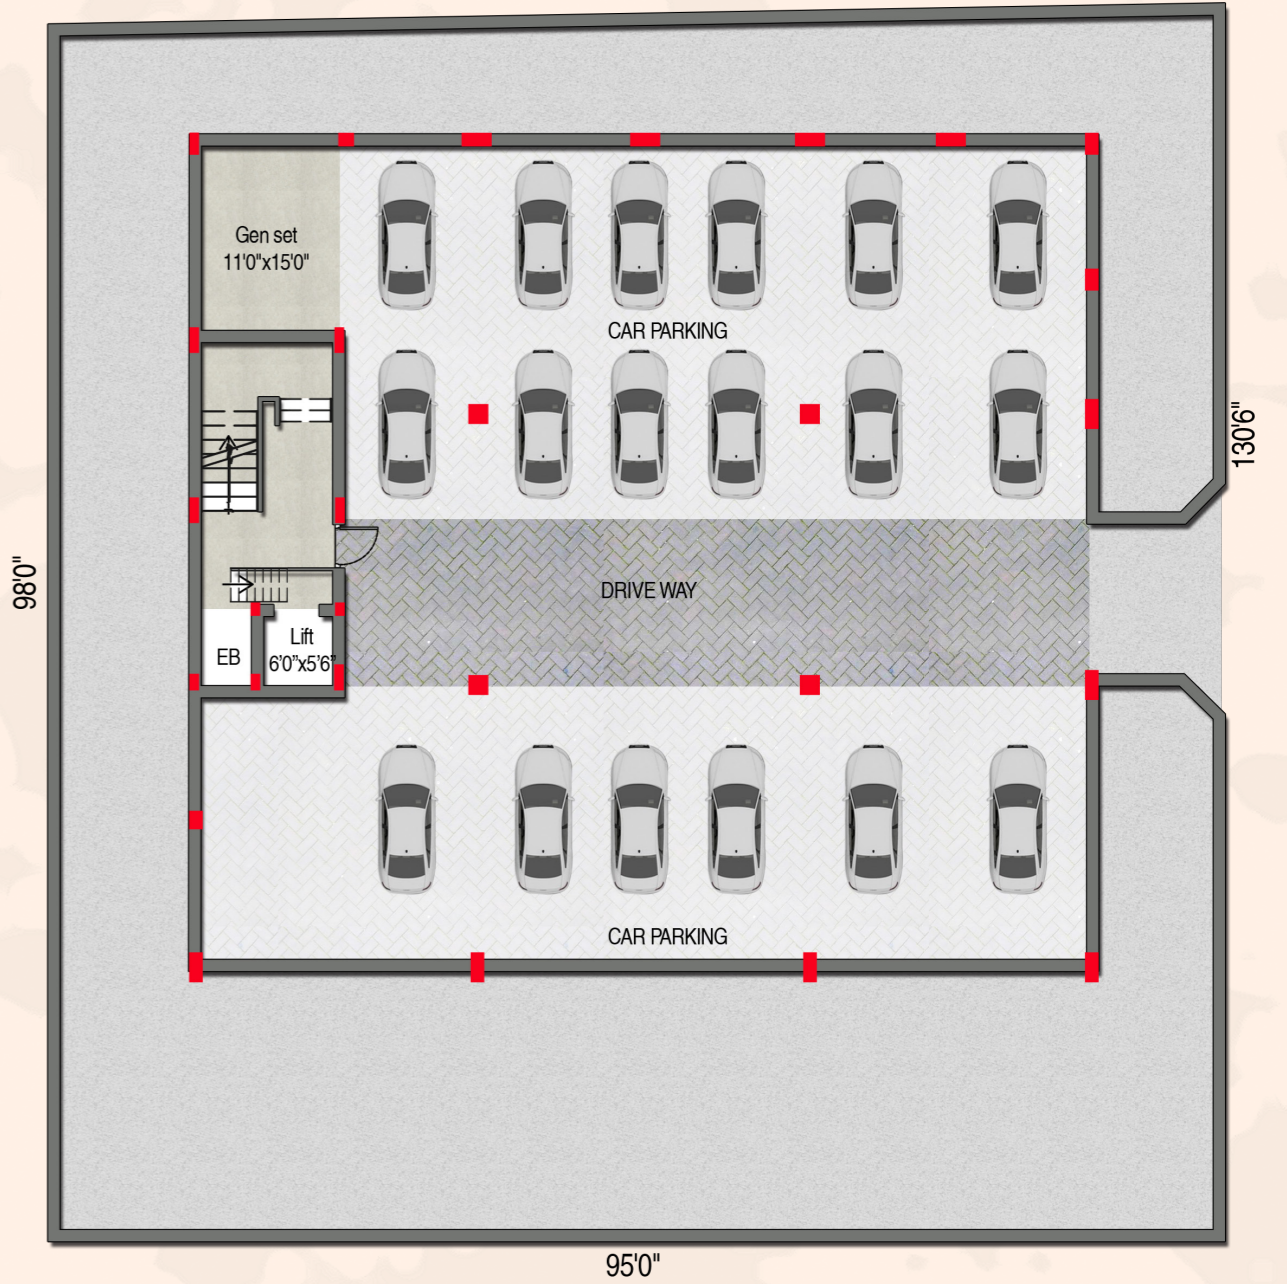 Gen set
11'0"x15'0"
CAR PARKING
130'6"
98'0"
DRIVE WAY
Lift
6'0"x5'6"
EB
CAR PARKING
95'0"